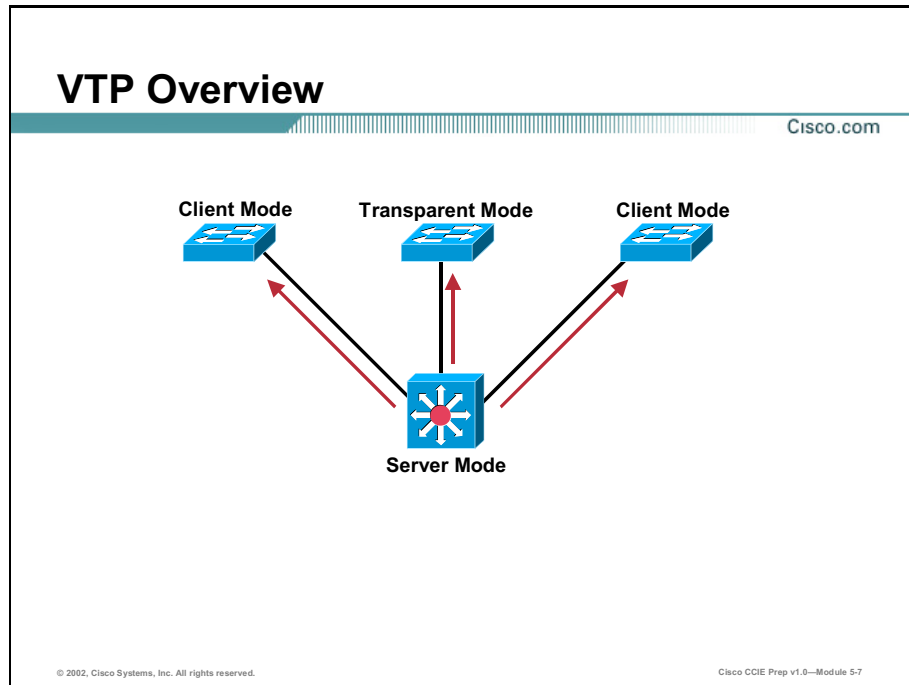 VTP Overview
Cisco.com
Client Mode
Transparent Mode
Client Mode
Server Mode
© 2002, Cisco Systems, Inc. All rights reserved.
Cisco CCIE Prep v1.0—Module 5-7